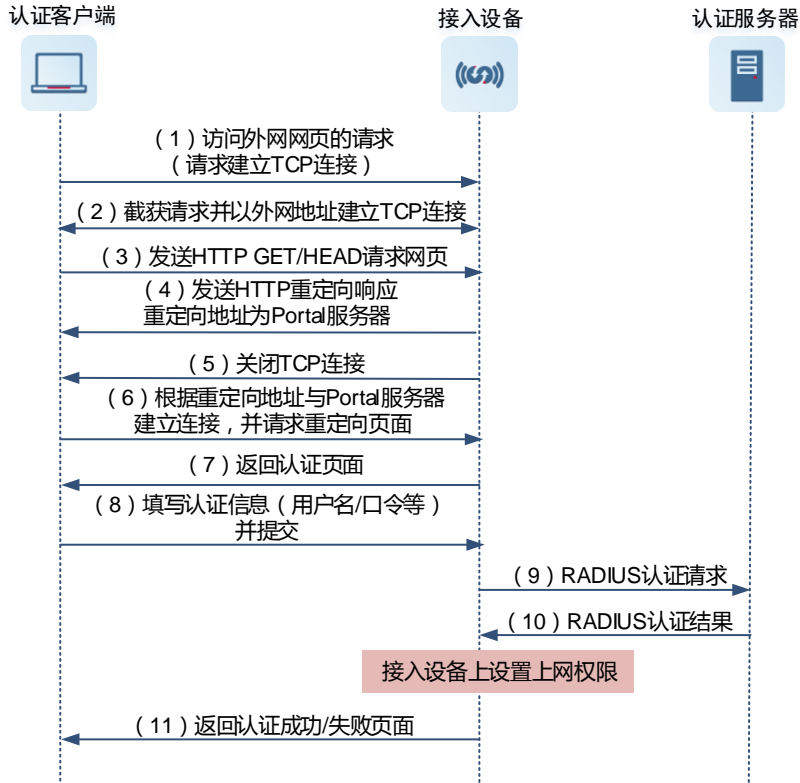 认证客户端
接入设备
认证服务器
（1）访问外网网页的请求
（请求建立TCP连接）
（2）截获请求并以外网地址建立TCP连接
（3）发送HTTP GET/HEAD请求网页
（4）发送HTTP重定向响应
重定向地址为Portal服务器
（5）关闭TCP连接
（6）根据重定向地址与Portal服务器
建立连接，并请求重定向页面
（7）返回认证页面
（8）填写认证信息（用户名/口令等）
并提交
（9）RADIUS认证请求
（10）RADIUS认证结果
接入设备上设置上网权限
（11）返回认证成功/失败页面